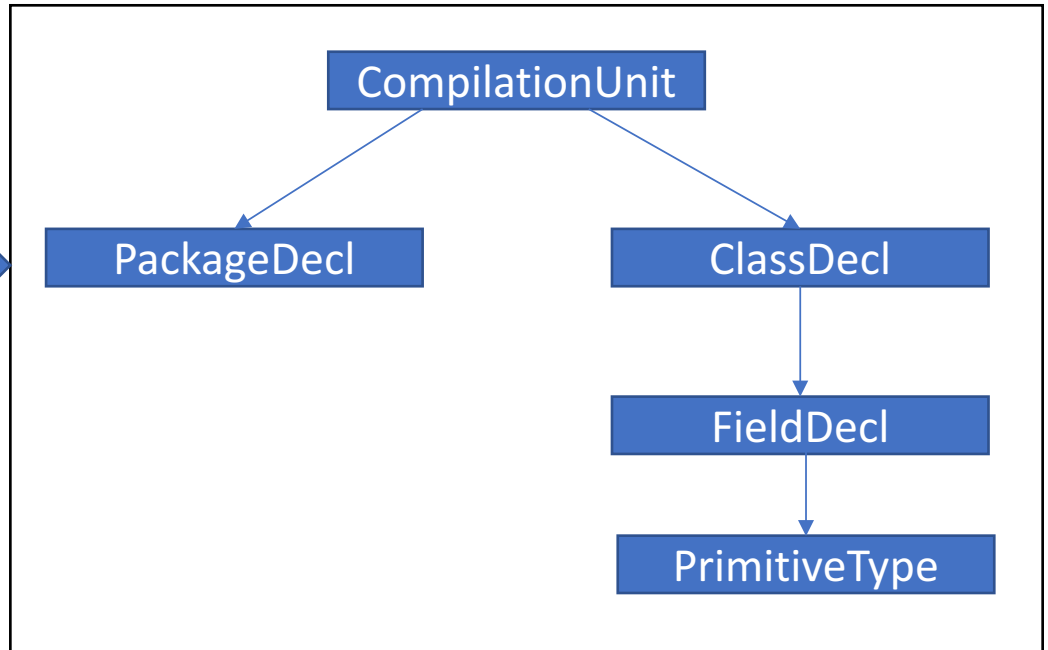 CompilationUnit
PackageDecl
ClassDecl
FieldDecl
PrimitiveType